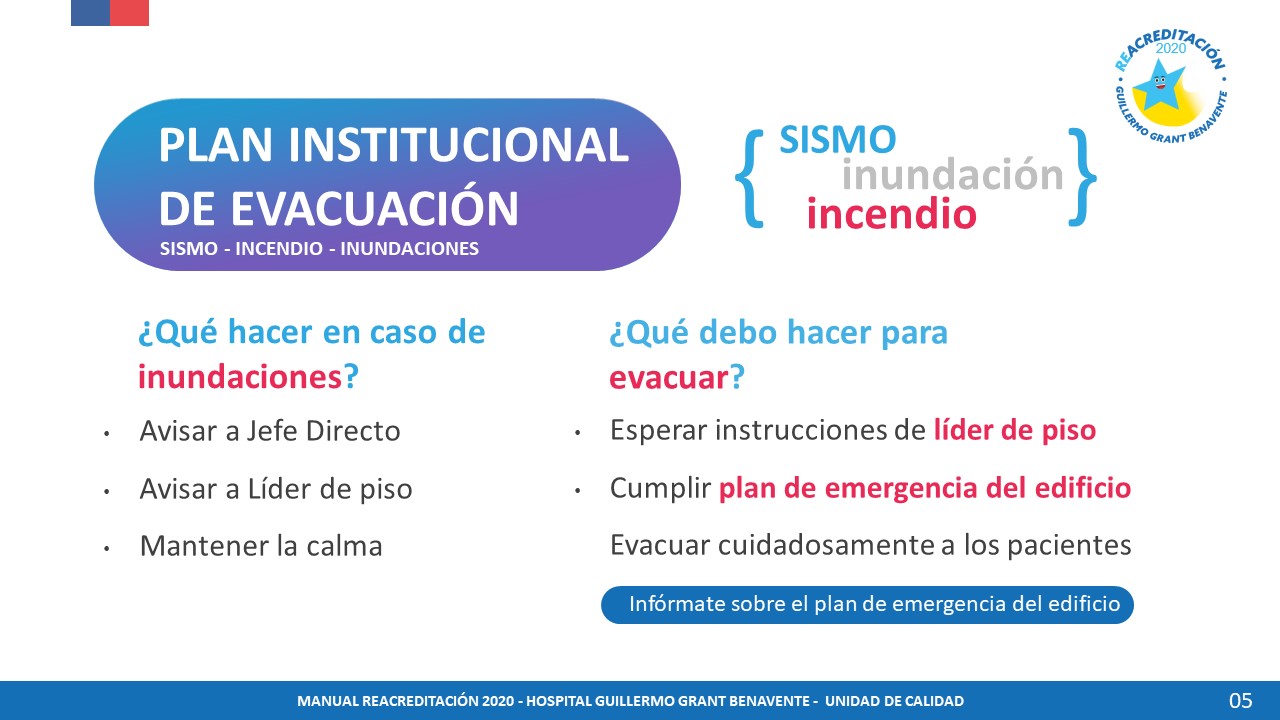 REACREDITACIÓN
2020
GUILLERMO GRANT BENAVENTE
PLAN INSTITUCIONAL
DE EVACUACIÓN
SISMO - INCENDIO - INUNDACIONES
{ SISMO
inundación }
incendio
¿Qué hacer en caso de
inundaciones?
• Avisar a Jefe Directo
• Avisar a Líder de piso
• Mantener la calma
¿Qué debo hacer para
evacuar?
• Esperar instrucciones de líder de piso
• Cumplir plan de emergencia del edificio
Evacuar cuidadosamente a los pacientes
Infórmate sobre el plan de emergencia del edificio
MANUAL REACREDITACIÓN 2020 - HOSPITAL GUILLERMO GRANT BENAVENTE - UNIDAD DE CALIDAD
05